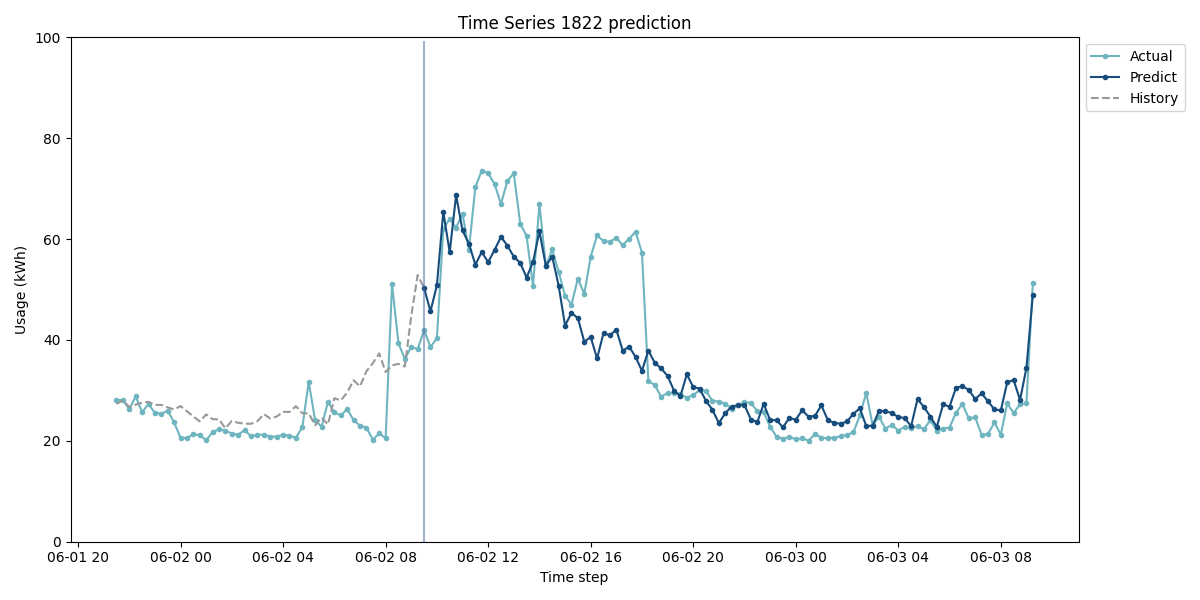 Time Series 1822 prediction
100
80
60
40
20
0
Usage (kWh)
06-01 20
06-02 00
06-02 04
06-02 08
06-02 12
06-02 16
06-02 20
06-03 00
06-03 04
06-03 08
Time step
Actual
Predict
History